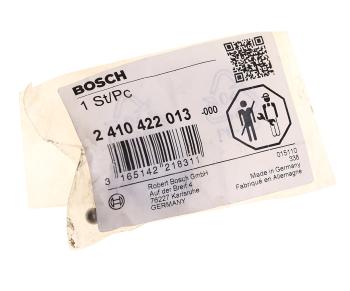 BOSCH
1 St/Pc
2 410 422 013 -000
3 165142 216311
Robert Bosch GmbH
Auf der Breit 4
76227 Karlsruhe
GERMANY
015110
338
Made in Germany
Fabriqué en Allemagne